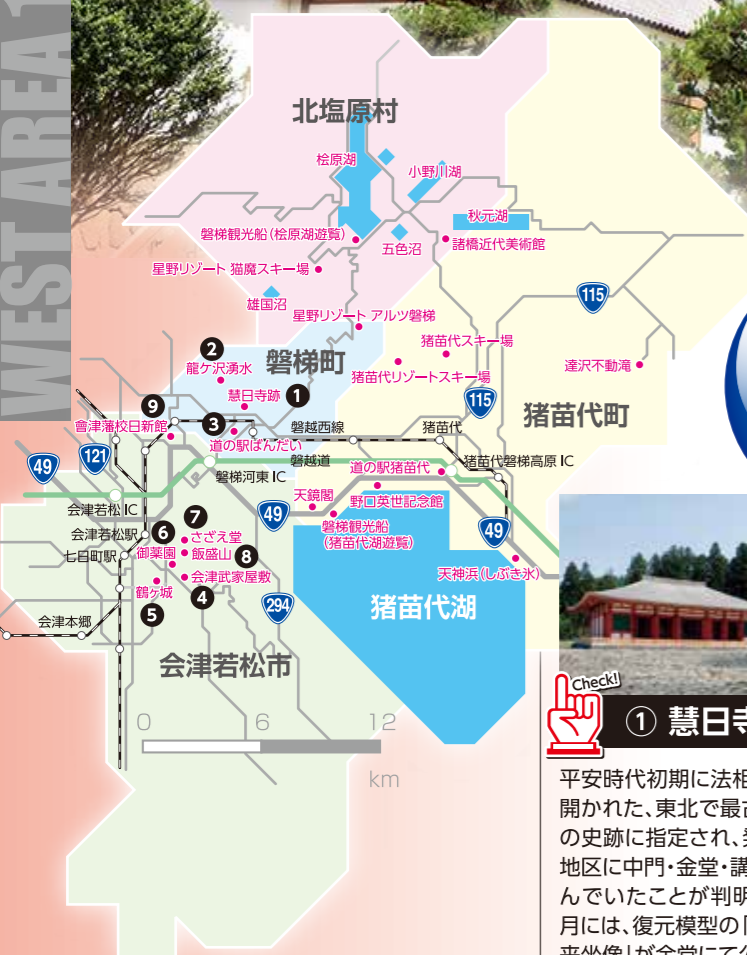 WEST AREA 1
北塩原村
桧原湖
小野川湖
秋元湖
磐梯観光船(桧原湖遊覧)
五色沼
諸橋近代美術館
星野リゾート 猫魔スキー場
雄国沼
115
星野リゾート アルツ磐梯
❷
龍ケ沢湧水
磐梯町
猪苗代スキー場
達沢不動滝
猪苗代リゾートスキー場
慧日寺跡 ❶
115
猪苗代町
❾
會津藩校日新館
❸
道の駅ばんだい
磐越西線
猪苗代
121
49
磐梯河東IC
磐越道
道の駅猪苗代
猪苗代磐梯高原 IC
会津若松 IC
天鏡閣
野口英世記念館
49
磐梯観光船
(猪苗代湖遊覧)
49
会津若松駅
❻
❼
さざえ堂
七日町駅
御薬園
飯盛山 ❽
天神浜(しぶき氷)
会津武家屋敷
鶴ヶ城
❹
❺
294
猪苗代湖
会津本郷
会津若松市
0 6 12
km
Check!
① 慧日寺
平安時代初期に法相
開かれた、東北で最古
の史跡に指定され、発
地区に中門・金堂・講
んでいたことが判明
月には、復元模型の「
来坐像」が金堂にて公